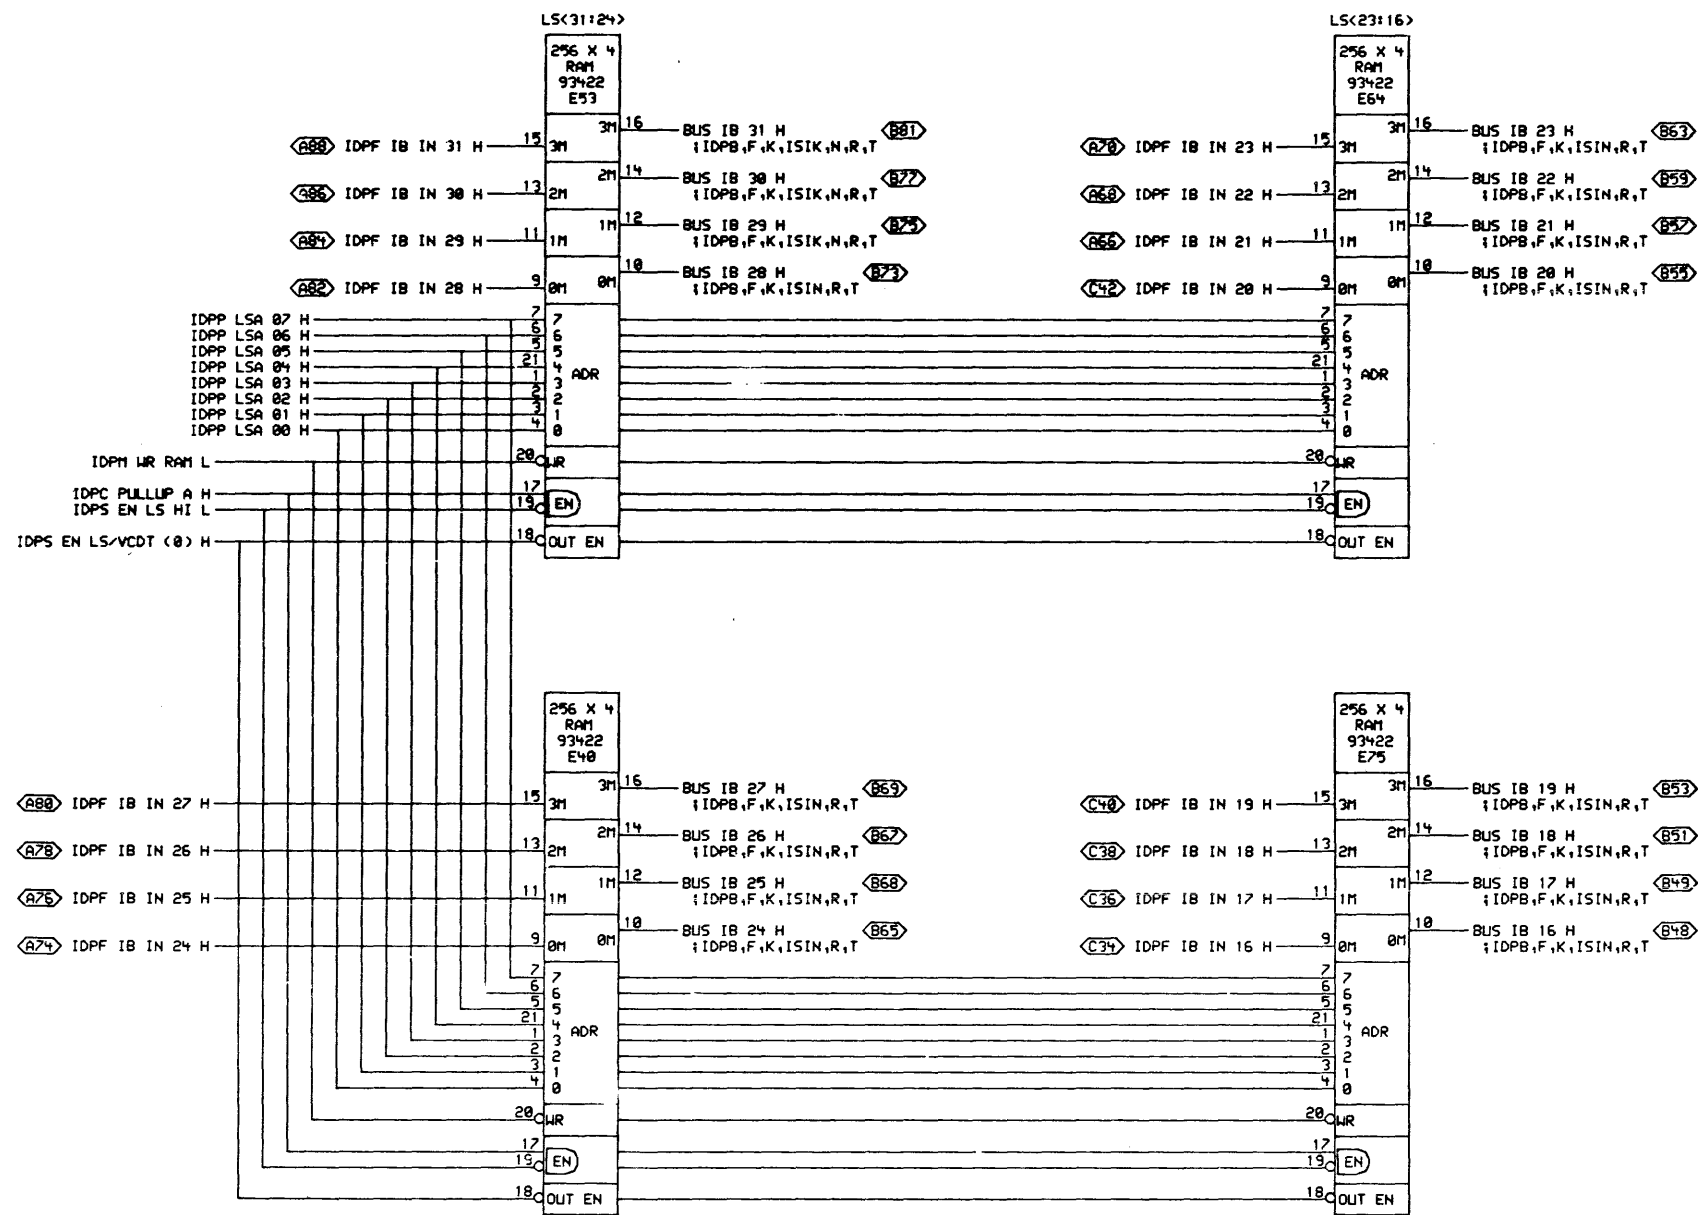 LS<31:24>
256 X 4
RAM
93422
E53
3M 16 BUS IB 31 H B81
A88 IDPF IB IN 31 H 15 3M
;IDPB,F,K,ISIK,N,R,T
2M 14 BUS IB 30 H B77
A86 IDPF IB IN 30 H 13 2M
;IDPB,F,K,ISIK,N,R,T
1M 12 BUS IB 29 H B75
A84 IDPF IB IN 29 H 11 1M
;IDPB,F,K,ISIK,N,R,T
10 BUS IB 28 H B73
A82 IDPF IB IN 28 H 9 0M 0M
;IDPB,F,K,ISIN,R,T
IDPP LSA 07 H 7 7
IDPP LSA 06 H 6 6
IDPP LSA 05 H 5 5
IDPP LSA 04 H 21 4
ADR
IDPP LSA 03 H 1 3
IDPP LSA 02 H 2 2
IDPP LSA 01 H 3 1
IDPP LSA 00 H 4 0
IDPM WR RAM L 20 WR
IDPC PULLUP A H 17
EN
IDPS EN LS HI L 19
IDPS EN LS/VCDT (0) H 18 OUT EN
LS<23:16>
256 X 4
RAM
93422
E64
3M 16 BUS IB 23 H B63
A70 IDPF IB IN 23 H 15 3M
;IDPB,F,K,ISIN,R,T
2M 14 BUS IB 22 H B59
A68 IDPF IB IN 22 H 13 2M
;IDPB,F,K,ISIN,R,T
1M 12 BUS IB 21 H B57
A66 IDPF IB IN 21 H 11 1M
;IDPB,F,K,ISIN,R,T
10 BUS IB 20 H B55
C42 IDPF IB IN 20 H 9 0M 0M
;IDPB,F,K,ISIN,R,T
7 7
6 6
5 5
21 4
ADR
1 3
2 2
3 1
4 0
20 WR
17
EN
19
18 OUT EN
256 X 4
RAM
93422
E40
3M 16 BUS IB 27 H B69
A80 IDPF IB IN 27 H 15 3M
;IDPB,F,K,ISIN,R,T
2M 14 BUS IB 26 H B67
A78 IDPF IB IN 26 H 13 2M
;IDPB,F,K,ISIN,R,T
1M 12 BUS IB 25 H B68
A76 IDPF IB IN 25 H 11 1M
;IDPB,F,K,ISIN,R,T
10 BUS IB 24 H B65
A74 IDPF IB IN 24 H 9 0M 0M
;IDPB,F,K,ISIN,R,T
7 7
6 6
5 5
21 4
ADR
1 3
2 2
3 1
4 0
20 WR
17
EN
19
18 OUT EN
256 X 4
RAM
93422
E75
3M 16 BUS IB 19 H B53
C40 IDPF IB IN 19 H 15 3M
;IDPB,F,K,ISIN,R,T
2M 14 BUS IB 18 H B51
C38 IDPF IB IN 18 H 13 2M
;IDPB,F,K,ISIN,R,T
1M 12 BUS IB 17 H B49
C36 IDPF IB IN 17 H 11 1M
;IDPB,F,K,ISIN,R,T
10 BUS IB 16 H B48
C34 IDPF IB IN 16 H 9 0M 0M
;IDPB,F,K,ISIN,R,T
7 7
6 6
5 5
21 4
ADR
1 3
2 2
3 1
4 0
20 WR
17
EN
19
18 OUT EN